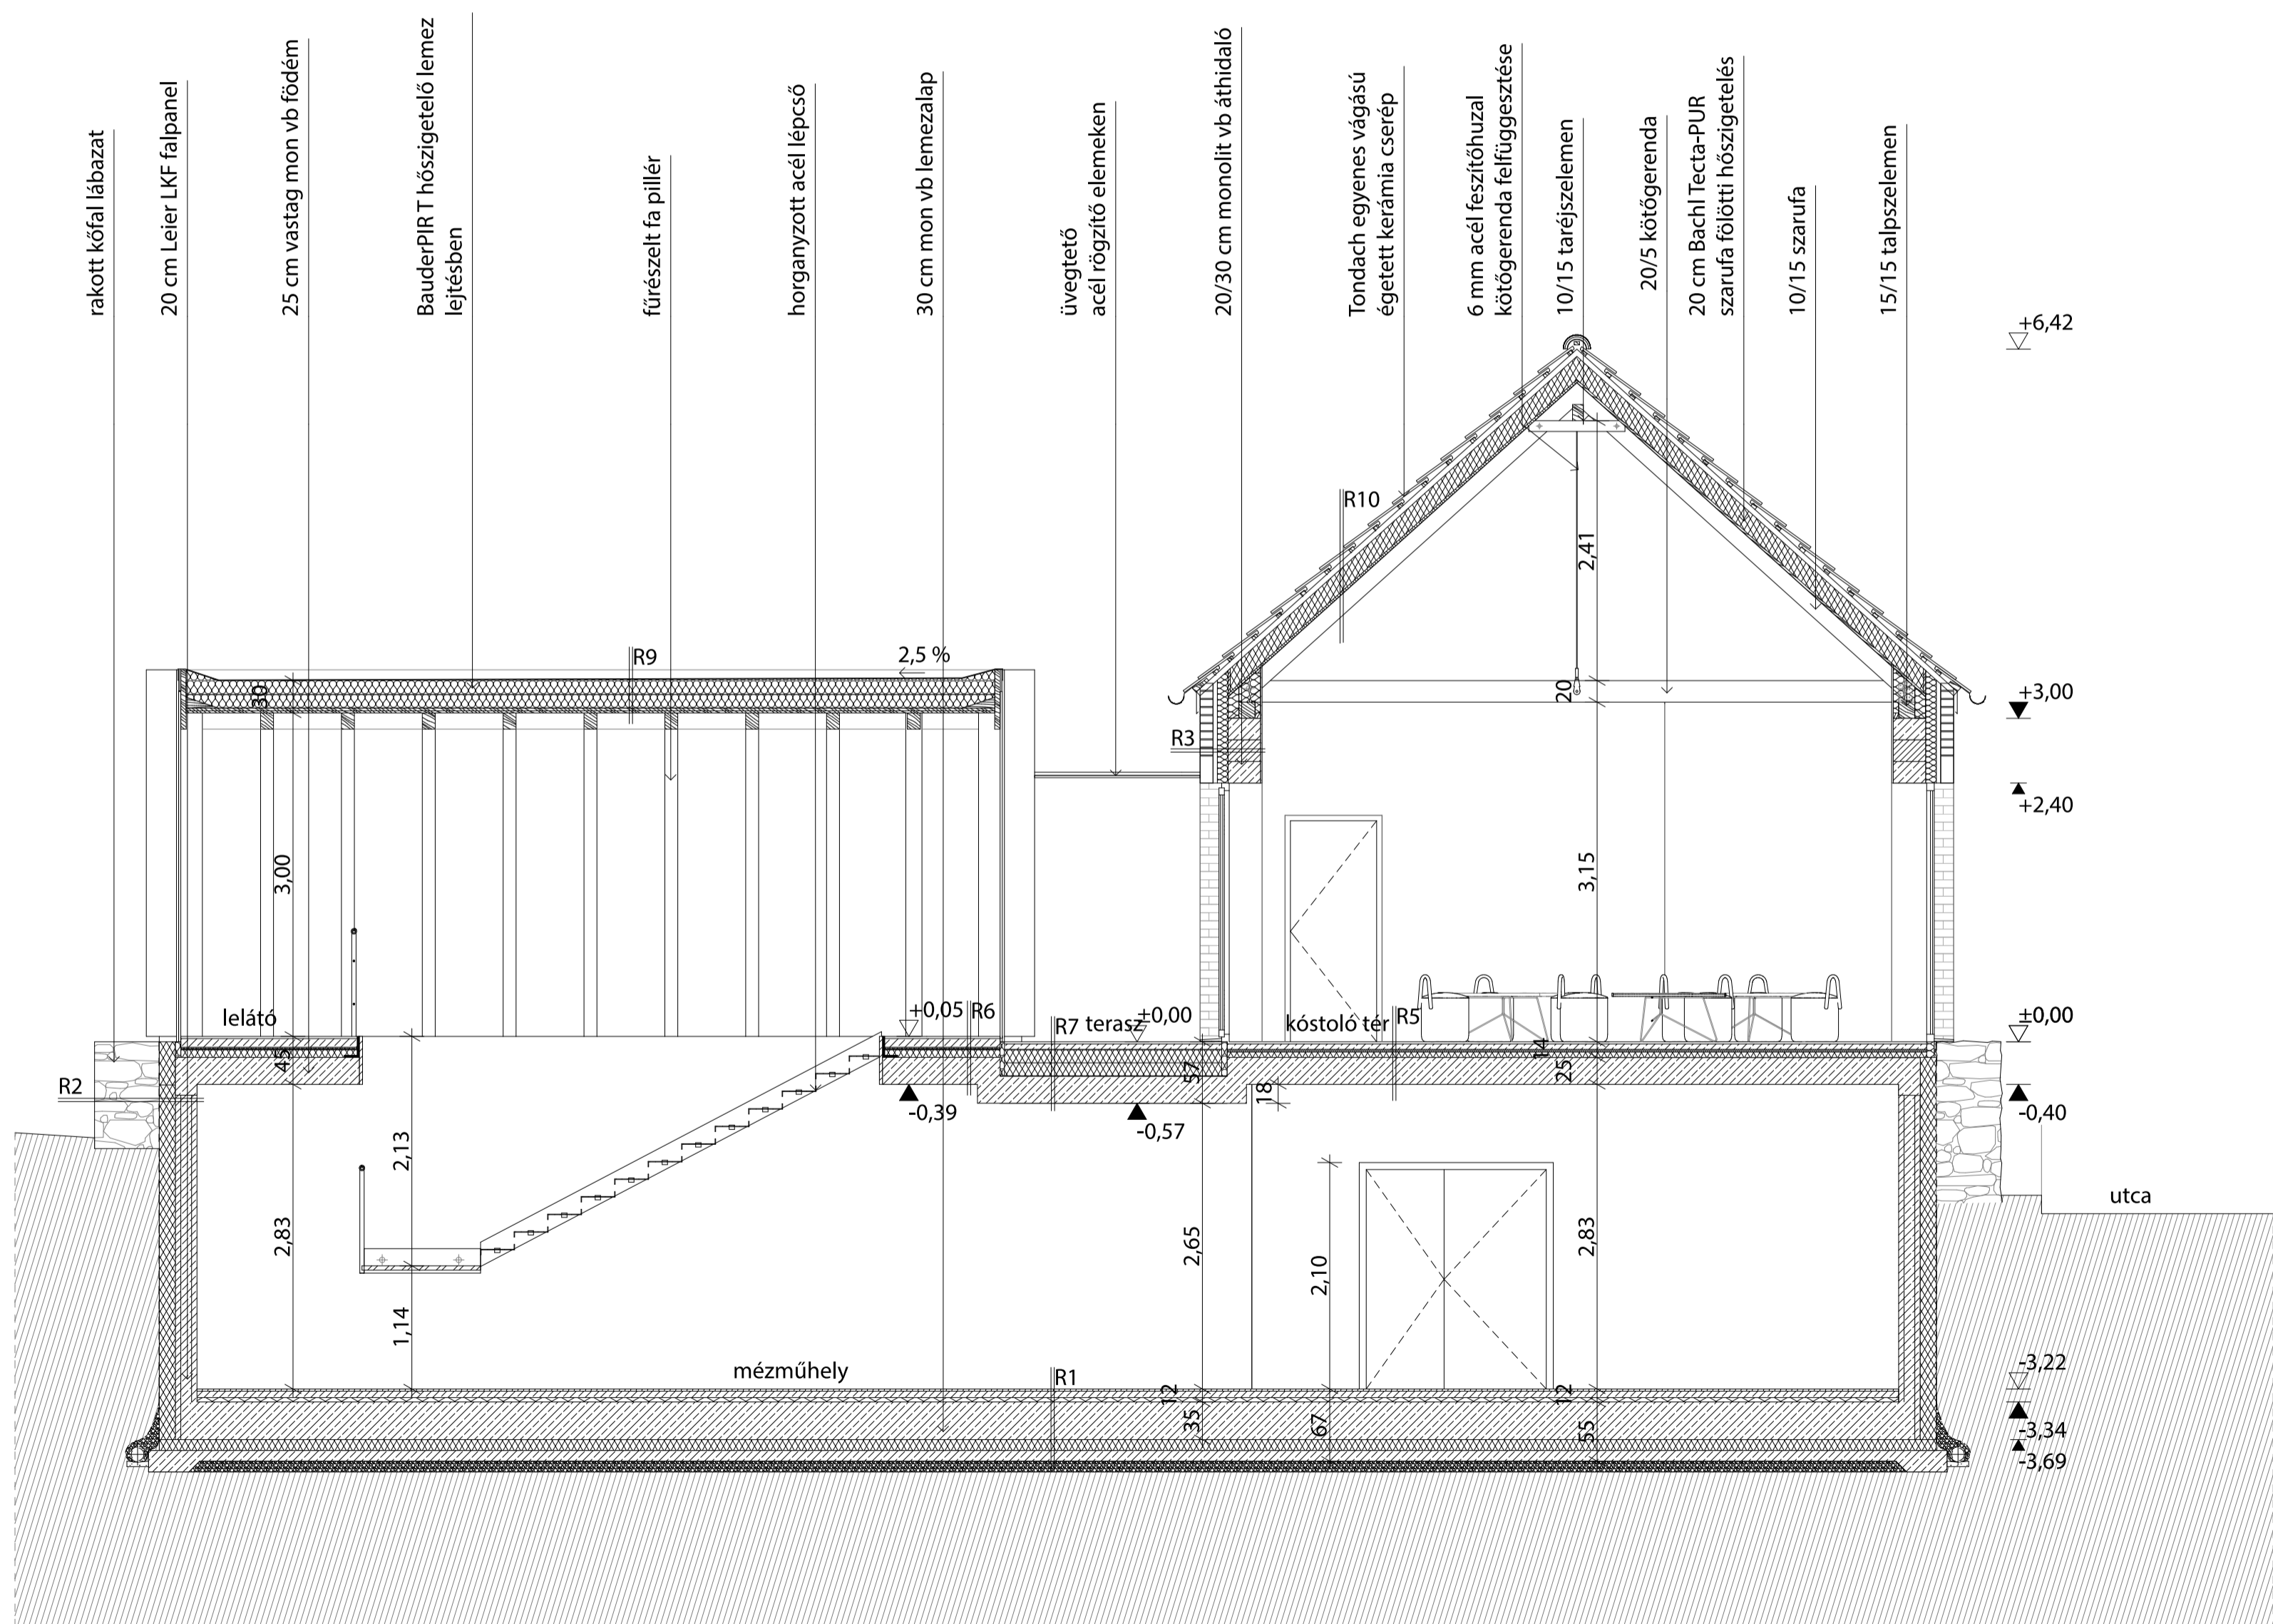 rakott kőfal lábazat
20 cm Leier LKF falpanel
25 cm vastag mon vb födém
BauderPIR T hőszigetelő lemez
lejtésben
fűrészelt fa pillér
horganyzott acél lépcső
30 cm mon vb lemezalap
üvegtető
acél rögzítő elemeken
20/30 cm monolit vb áthidaló
Tondach egyenes vágású
égetett kerámia cserép
6 mm acél feszítőhuzal
kötőgerenda felfüggesztése
10/15 taréjszelemen
20/5 kötőgerenda
20 cm Bachl Tecta-PUR
szarufa fölötti hőszigetelés
10/15 szarufa
15/15 talpszelemen
+6,42
R10
2,41
R9
2,5 %
30
20
+3,00
R3
+2,40
3,00
3,15
lelátó
+0,05
R6
R7
terasz
±0,00
kóstoló tér
R5
±0,00
45
14
57
25
R2
-0,39
18
-0,57
-0,40
2,13
utca
2,83
2,65
2,10
2,83
1,14
mézműhely
R1
-3,22
12
12
35
67
55
-3,34
-3,69